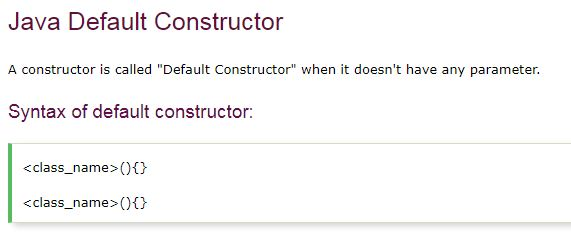 Java Default Constructor
A constructor is called "Default Constructor" when it doesn't have any parameter.
Syntax of default constructor:
<class_name>(){}
<class_name>(){}